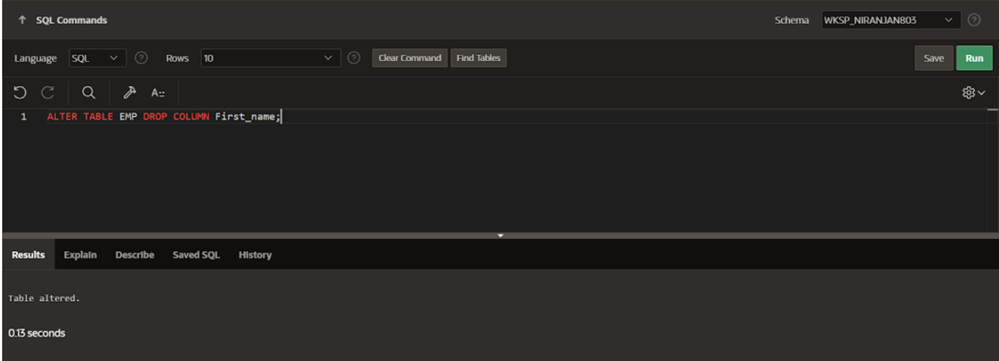 SQL Commands Schema WKSP_NIRANJAN803
Language SQL Rows 10 Clear Command Find Tables Save Run
A::
1 ALTER TABLE EMP DROP COLUMN First_name;
Results Explain Describe Saved SQL History
Table altered.
0.13 seconds